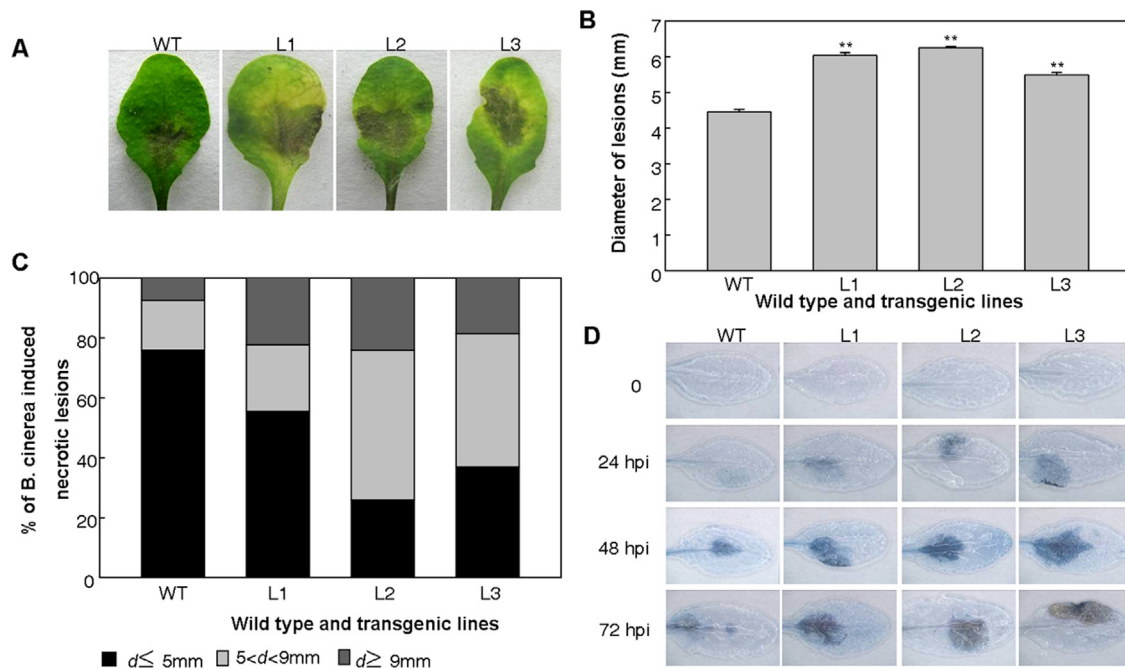 A
WT
L1
L2
L3
B
Diameter of lesions (mm)
7
6
5
4
3
2
1
0
**
**
**
WT
L1
L2
L3
Wild type and transgenic lines
C
% of B. cinerea induced
necrotic lesions
100
80
60
40
20
0
WT
L1
L2
L3
Wild type and transgenic lines
d≤ 5mm
5<d<9mm
d≥ 9mm
D
WT
L1
L2
L3
0
24 hpi
48 hpi
72 hpi